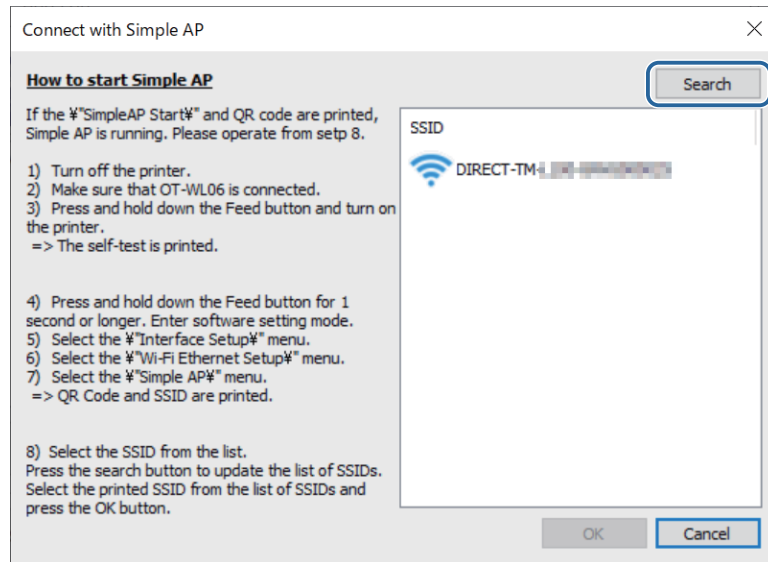 Connect with Simple AP
How to start Simple AP
Search
If the ¥"SimpleAP Start¥" and QR code are printed,
Simple AP is running. Please operate from setp 8.
1) Turn off the printer.
2) Make sure that OT-WL06 is connected.
3) Press and hold down the Feed button and turn on
the printer.
=> The self-test is printed.
4) Press and hold down the Feed button for 1
second or longer. Enter software setting mode.
5) Select the ¥"Interface Setup¥" menu.
6) Select the ¥"Wi-Fi Ethernet Setup¥" menu.
7) Select the ¥"Simple AP¥" menu.
=> QR Code and SSID are printed.
8) Select the SSID from the list.
Press the search button to update the list of SSIDs.
Select the printed SSID from the list of SSIDs and
press the OK button.
SSID
DIRECT-TM-
OK
Cancel